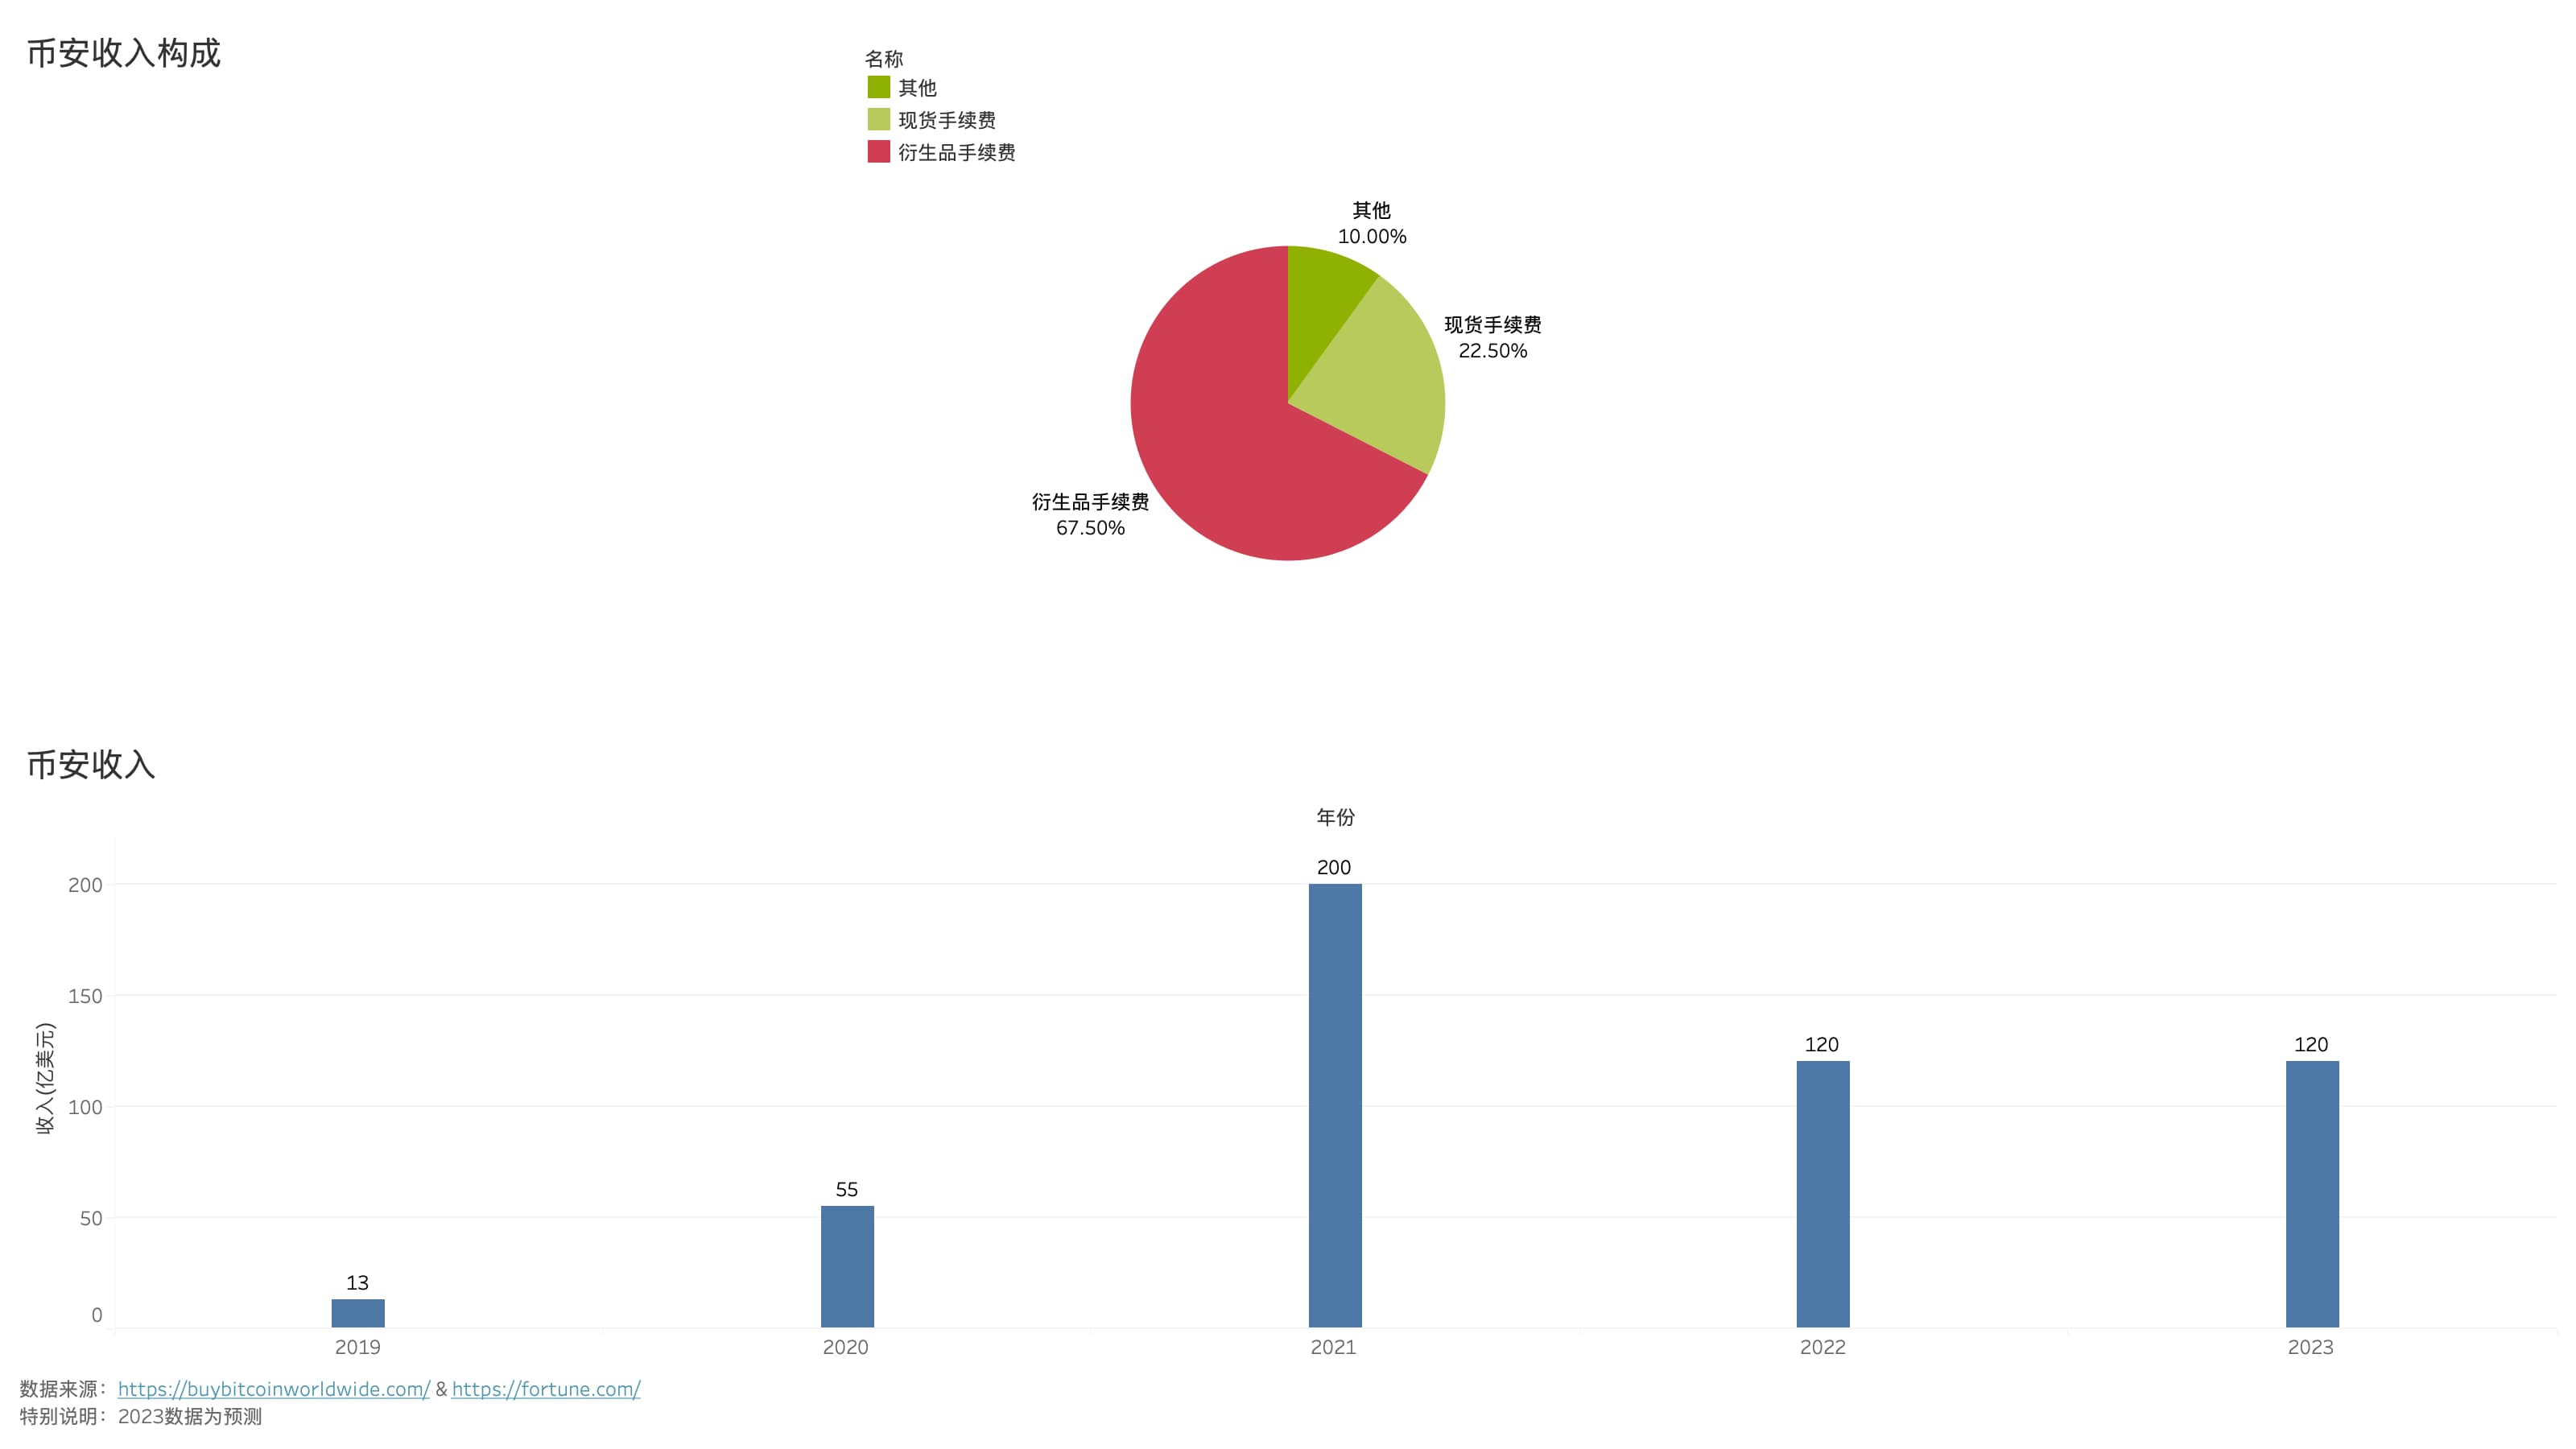 币安收入构成
名称
其他
现货手续费
衍生品手续费
其他
10.00%
现货手续费
22.50%
衍生品手续费
67.50%
币安收入
年份
收入(亿美元)
200
150
100
50
0
13
55
200
120
120
2019
2020
2021
2022
2023
数据来源：https://buybitcoinworldwide.com/ & https://fortune.com/
特别说明：2023数据为预测